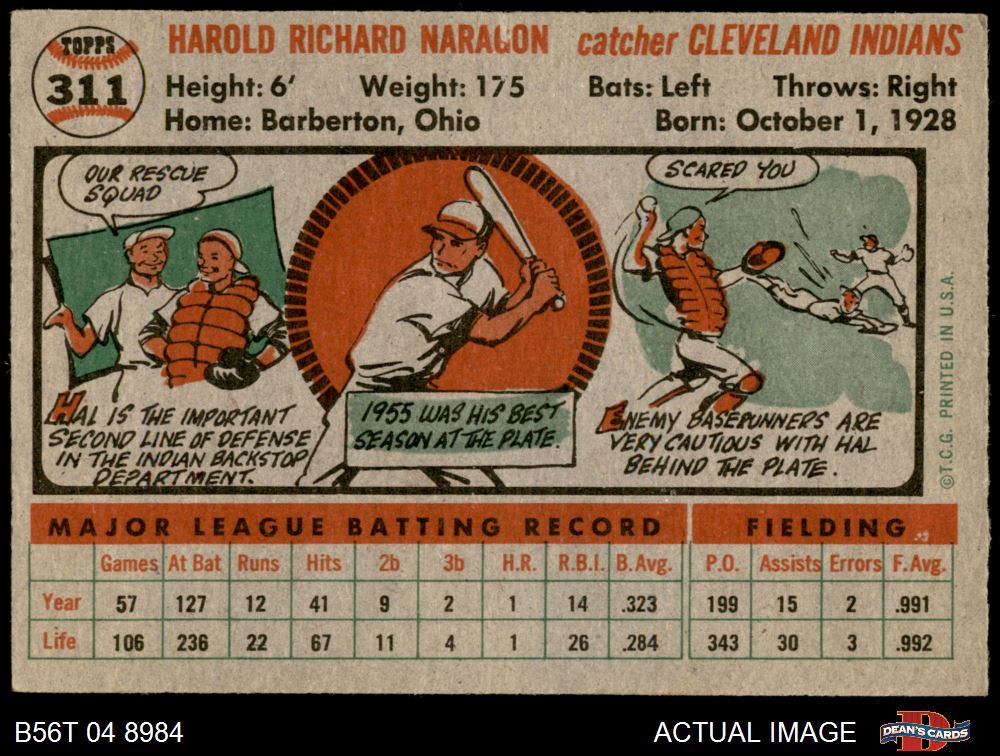 TOPPS
311
HAROLD RICHARD NARAGON catcher CLEVELAND INDIANS
Height: 6' Weight: 175 Bats: Left Throws: Right
Home: Barberton, Ohio Born: October 1, 1928
OUR RESCUE
SQUAD
SCARED YOU
HAL IS THE IMPORTANT
SECOND LINE OF DEFENSE
IN THE INDIAN BACKSTOP
DEPARTMENT.
1955 WAS HIS BEST
SEASON AT THE PLATE.
ENEMY BASERUNNERS ARE
VERY CAUTIOUS WITH HAL
BEHIND THE PLATE.
©T.C.G. PRINTED IN U.S.A.
MAJOR LEAGUE BATTING RECORD FIELDING
Games At Bat Runs Hits 2b 3b H.R. R.B.I. B.Avg. P.O. Assists Errors F.Avg.
Year 57 127 12 41 9 2 1 14 .323 199 15 2 .991
Life 106 236 22 67 11 4 1 26 .284 343 30 3 .992
B56T 04 8984
ACTUAL IMAGE
D
DEAN'S CARDS